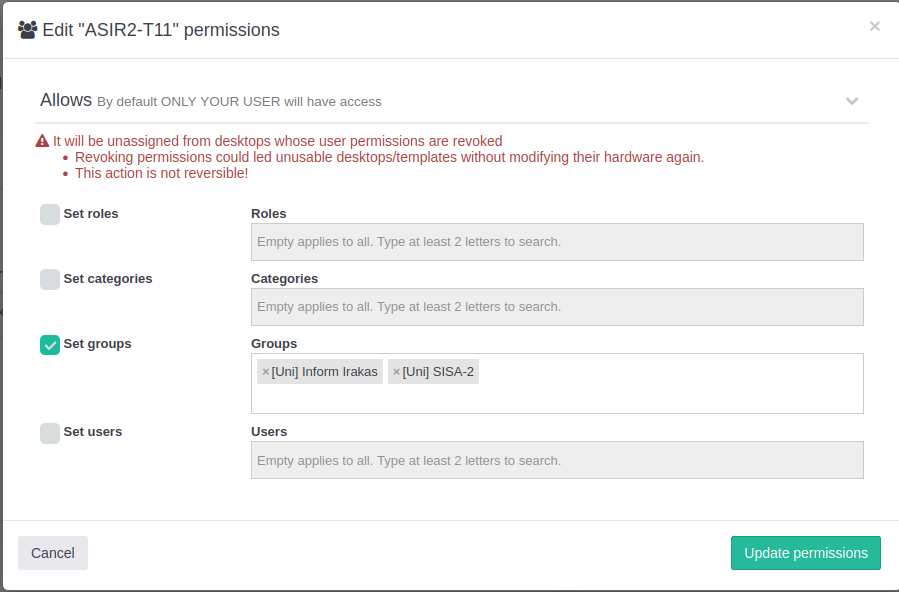 Edit "ASIR2-T11" permissions ×
Allows By default ONLY YOUR USER will have access
It will be unassigned from desktops whose user permissions are revoked
• Revoking permissions could led unusable desktops/templates without modifying their hardware again.
• This action is not reversible!
Set roles Roles
Empty applies to all. Type at least 2 letters to search.
Set categories Categories
Empty applies to all. Type at least 2 letters to search.
Set groups Groups
×[Uni] Inform Irakas ×[Uni] SISA-2
Set users Users
Empty applies to all. Type at least 2 letters to search.
Cancel Update permissions